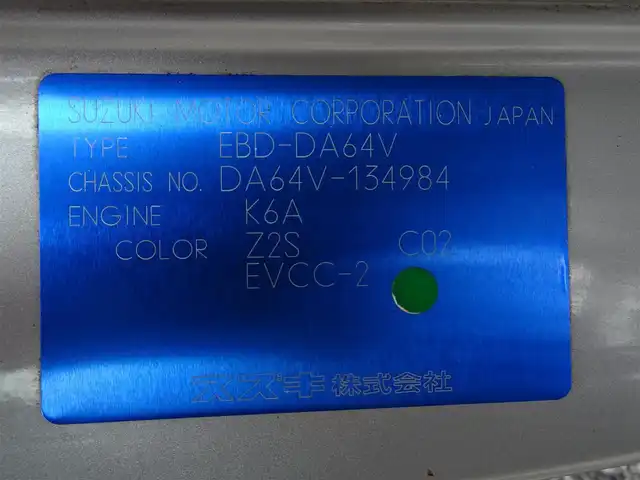 SUZUKI MOTOR CORPORATION JAPAN
TYPE EBD-DA64V
CHASSIS NO. DA64V-134984
ENGINE K6A
COLOR Z2S C02
EVCC-2
スズキ株式会社